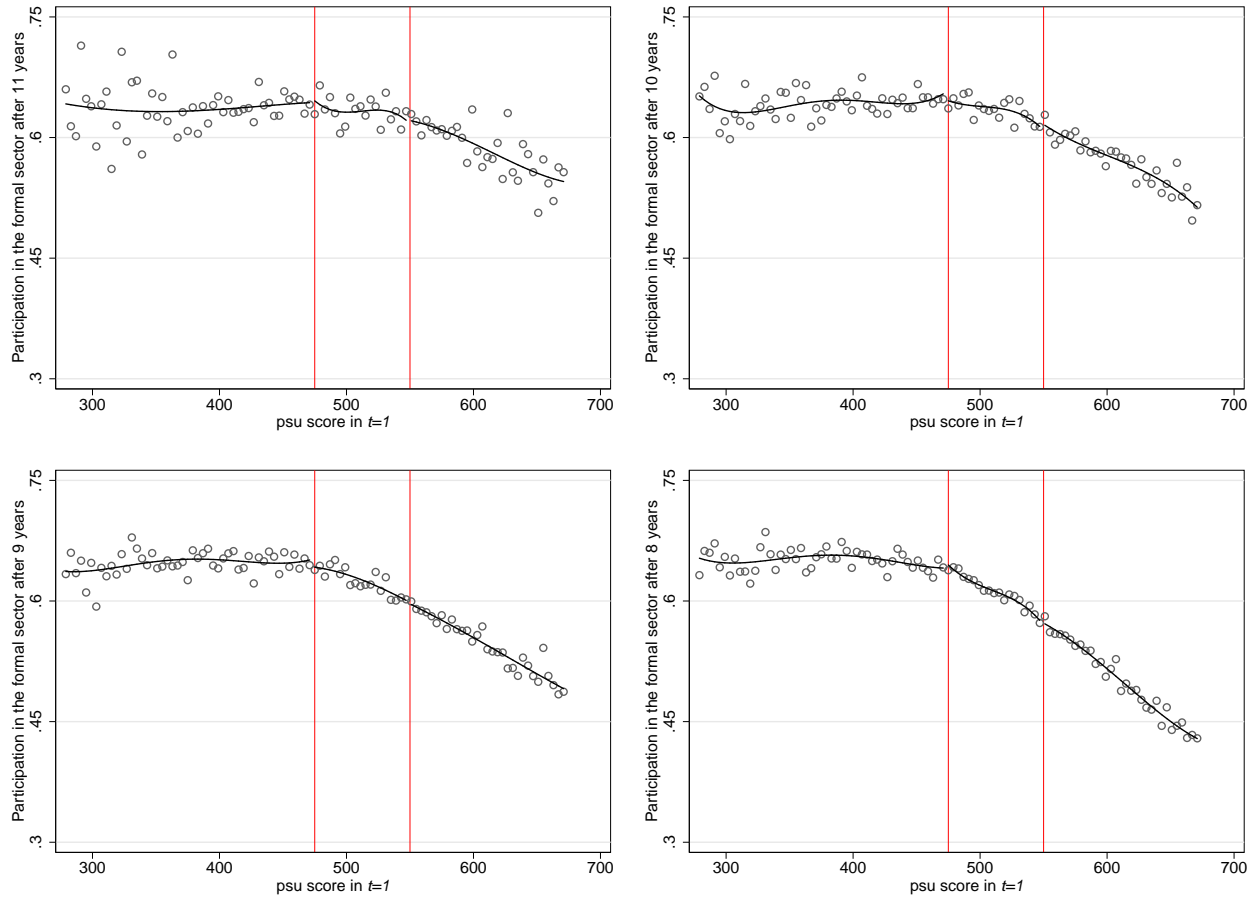 Participation in the formal sector after 11 years
.75
.6
.45
.3
300 400 500 600 700
psu score in t=1
Participation in the formal sector after 10 years
.75
.6
.45
.3
300 400 500 600 700
psu score in t=1
Participation in the formal sector after 9 years
.75
.6
.45
.3
300 400 500 600 700
psu score in t=1
Participation in the formal sector after 8 years
.75
.6
.45
.3
300 400 500 600 700
psu score in t=1